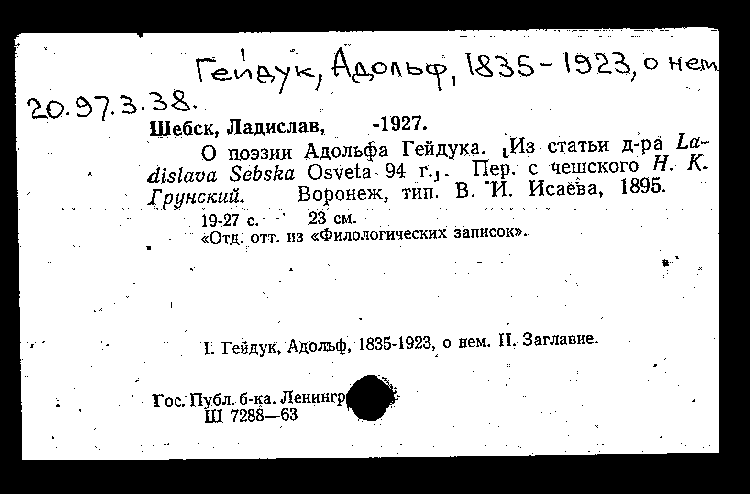 Гейдук, Адольф, 1835-1923, о нем
20.97.3.38.
Шебск, Ладислав, -1927.
О поэзии Адольфа Гейдука. [Из статьи д-ра La-
dislava Sebska Osveta 94 г.]. Пер. с чешского Н. К.
Грунский. Воронеж, тип. В. И. Исаева, 1895.
19-27 с. 23 см.
«Отд. отт. из «Филологических записок».
I. Гейдук, Адольф, 1835-1923, о нем. II. Заглавие.
Гос. Публ. б-ка. Ленингр
Ш 7288—63